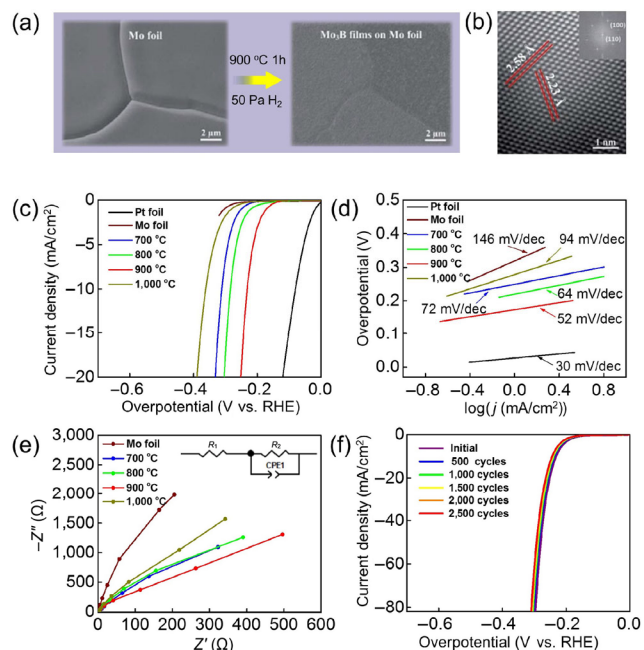 (a)
Mo foil
2 μm
900 °C 1h
50 Pa H2
Mo2B films on Mo foil
2 μm
(b)
(100)
(110)
2.58 Å
2.23 Å
1 nm
(c)
Current density (mA/cm²)
0
−5
−10
−15
−20
Pt foil
Mo foil
700 °C
800 °C
900 °C
1,000 °C
−0.6
−0.4
−0.2
0.0
Overpotential (V vs. RHE)
(d)
Overpotential (V)
0.5
0.4
0.3
0.2
0.1
0.0
Pt foil
Mo foil
700 °C
800 °C
900 °C
1,000 °C
146 mV/dec
94 mV/dec
72 mV/dec
64 mV/dec
52 mV/dec
30 mV/dec
−1.0
−0.5
0.0
0.5
1.0
log(j (mA/cm²))
(e)
−Z″ (Ω)
3,000
2,500
2,000
1,500
1,000
500
0
Mo foil
700 °C
800 °C
900 °C
1,000 °C
R1
R2
CPE1
0
100
200
300
400
500
600
Z′ (Ω)
(f)
Current density (mA/cm²)
0
−20
−40
−60
−80
Initial
500 cycles
1,000 cycles
1,500 cycles
2,000 cycles
2,500 cycles
−0.6
−0.4
−0.2
0.0
Overpotential (V vs. RHE)